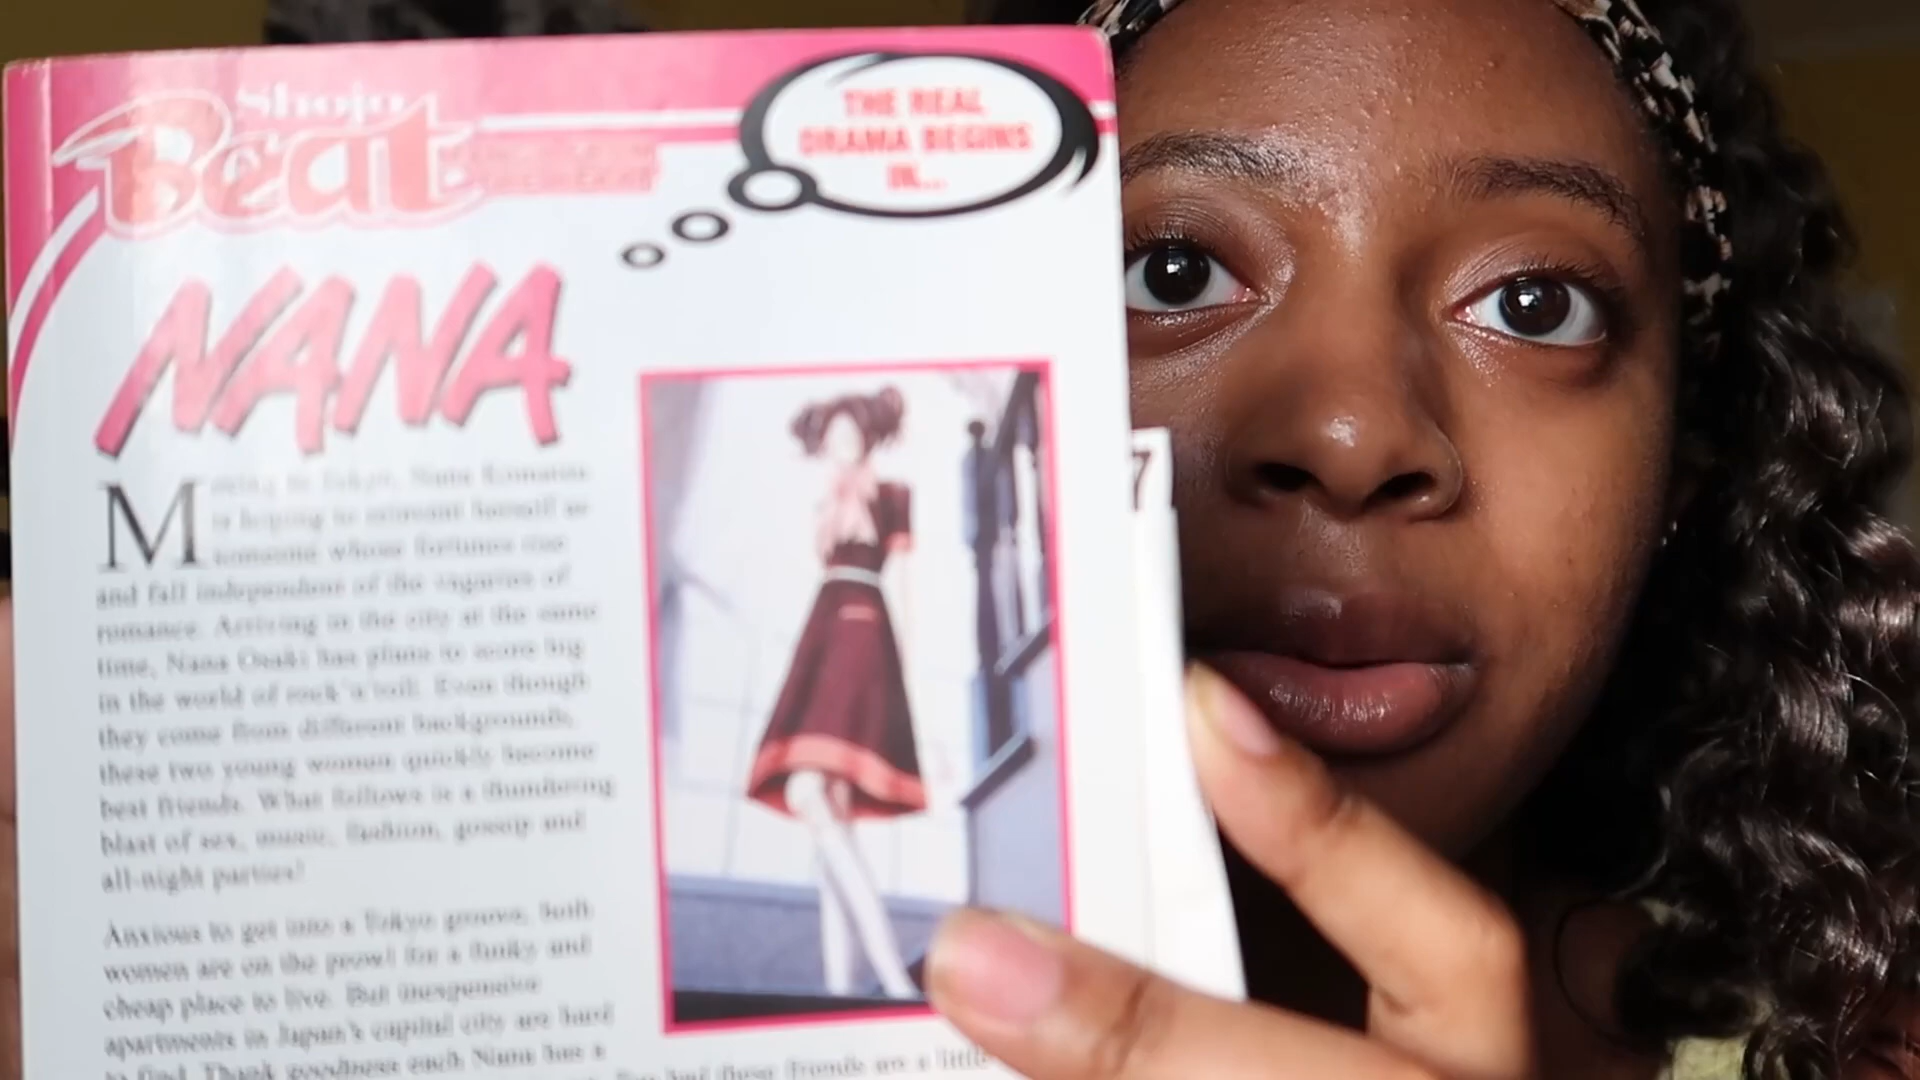 Shojo
Beat
THE REAL
DRAMA BEGINS
IN...
NANA
Moving to Tokyo, Nana Komatsu
is hoping to reinvent herself as
someone whose fortunes rise
and fall independent of the vagaries of
romance. Arriving in the city at the same
time, Nana Osaki has plans to score big
in the world of rock'n'roll. Even though
they come from different backgrounds,
these two young women quickly become
best friends. What follows is a thundering
blast of sex, music, fashion, gossip and
all-night parties!
Anxious to get into a Tokyo groove, both
women are on the prowl for a funky and
cheap place to live. But inexpensive
apartments in Japan's capital city are hard
to find. Thank goodness each Nana has a
bad these friends are a little
7